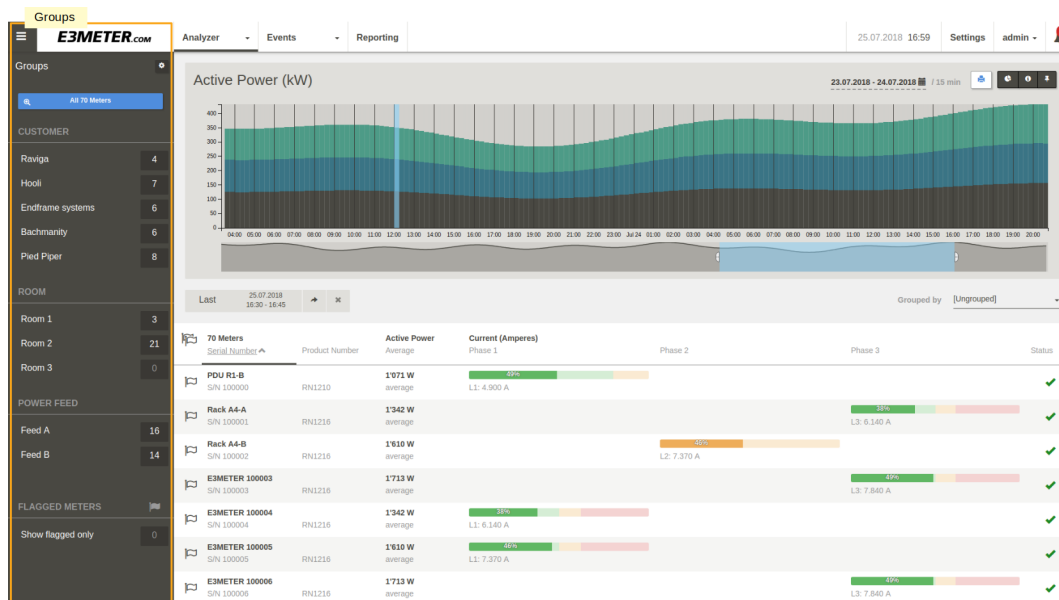 Groups
E3METER.COM
Analyzer
Events
Reporting
25.07.2018 16:59
Settings
admin
Groups
All 70 Meters
CUSTOMER
Raviga 4
Hooli 7
Endframe systems 6
Bachmanity 6
Pied Piper 8
ROOM
Room 1 3
Room 2 21
Room 3 0
POWER FEED
Feed A 16
Feed B 14
FLAGGED METERS
Show flagged only 0
Active Power (kW)
23.07.2018 - 24.07.2018 / 15 min
400
350
300
250
200
150
100
50
0
04:00 05:00 06:00 07:00 08:00 09:00 10:00 11:00 12:00 13:00 14:00 15:00 16:00 17:00 18:00 19:00 20:00 21:00 22:00 23:00 Jul 24 01:00 02:00 03:00 04:00 05:00 06:00 07:00 08:00 09:00 10:00 11:00 12:00 13:00 14:00 15:00 16:00 17:00 18:00 19:00 20:00
Last
25.07.2018
16:30 - 16:45
Grouped by [Ungrouped]
70 Meters Active Power Current (Amperes)
Serial Number Product Number Average Phase 1 Phase 2 Phase 3 Status
PDU R1-B 1'071 W 49%
S/N 100000 RN1210 average L1: 4.900 A
Rack A4-A 1'342 W 38%
S/N 100001 RN1216 average L3: 6.140 A
Rack A4-B 1'610 W 46%
S/N 100002 RN1216 average L2: 7.370 A
E3METER 100003 1'713 W 49%
S/N 100003 RN1216 average L3: 7.840 A
E3METER 100004 1'342 W 38%
S/N 100004 RN1216 average L1: 6.140 A
E3METER 100005 1'610 W 46%
S/N 100005 RN1216 average L1: 7.370 A
E3METER 100006 1'713 W 49%
S/N 100006 RN1216 average L3: 7.840 A